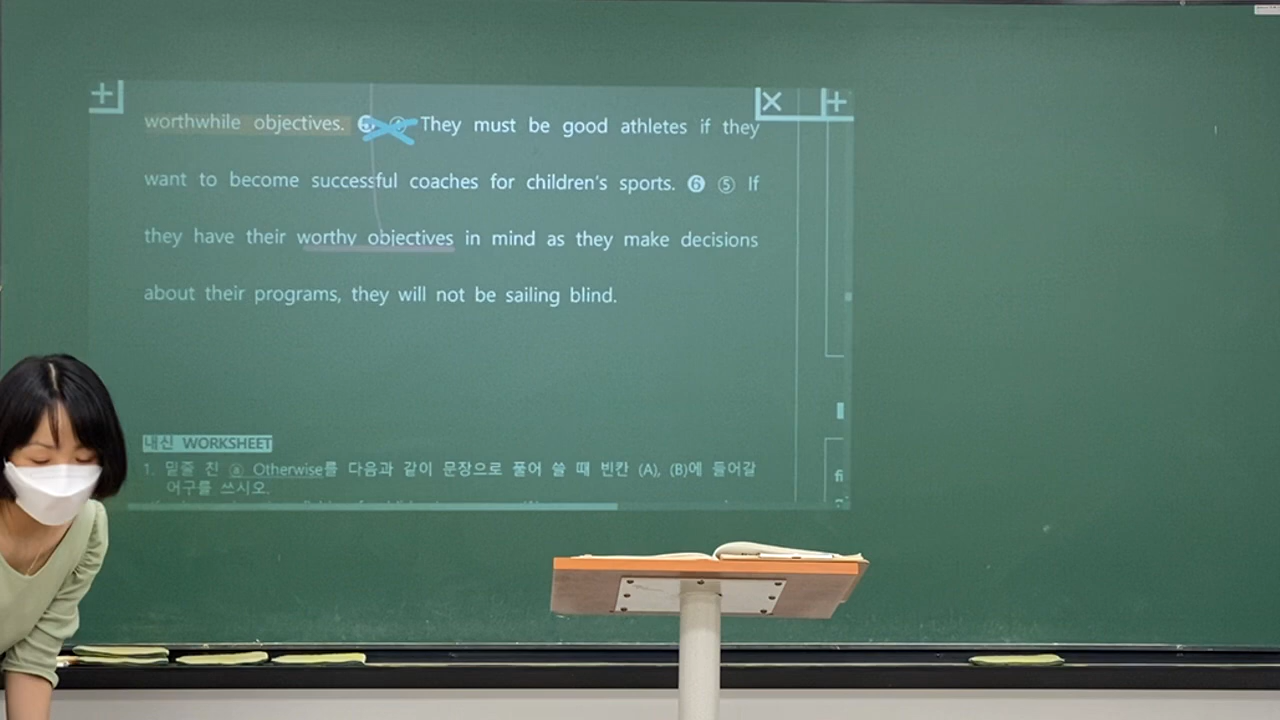 worthwhile objectives. They must be good athletes if they
want to become successful coaches for children's sports. ❻ ⑤ If
they have their worthy objectives in mind as they make decisions
about their programs, they will not be sailing blind.
내신 WORKSHEET
1. 밑줄 친 ⓐ Otherwise를 다음과 같이 문장으로 풀어 쓸 때 빈칸 (A), (B)에 들어갈
어구를 쓰시오.
fi